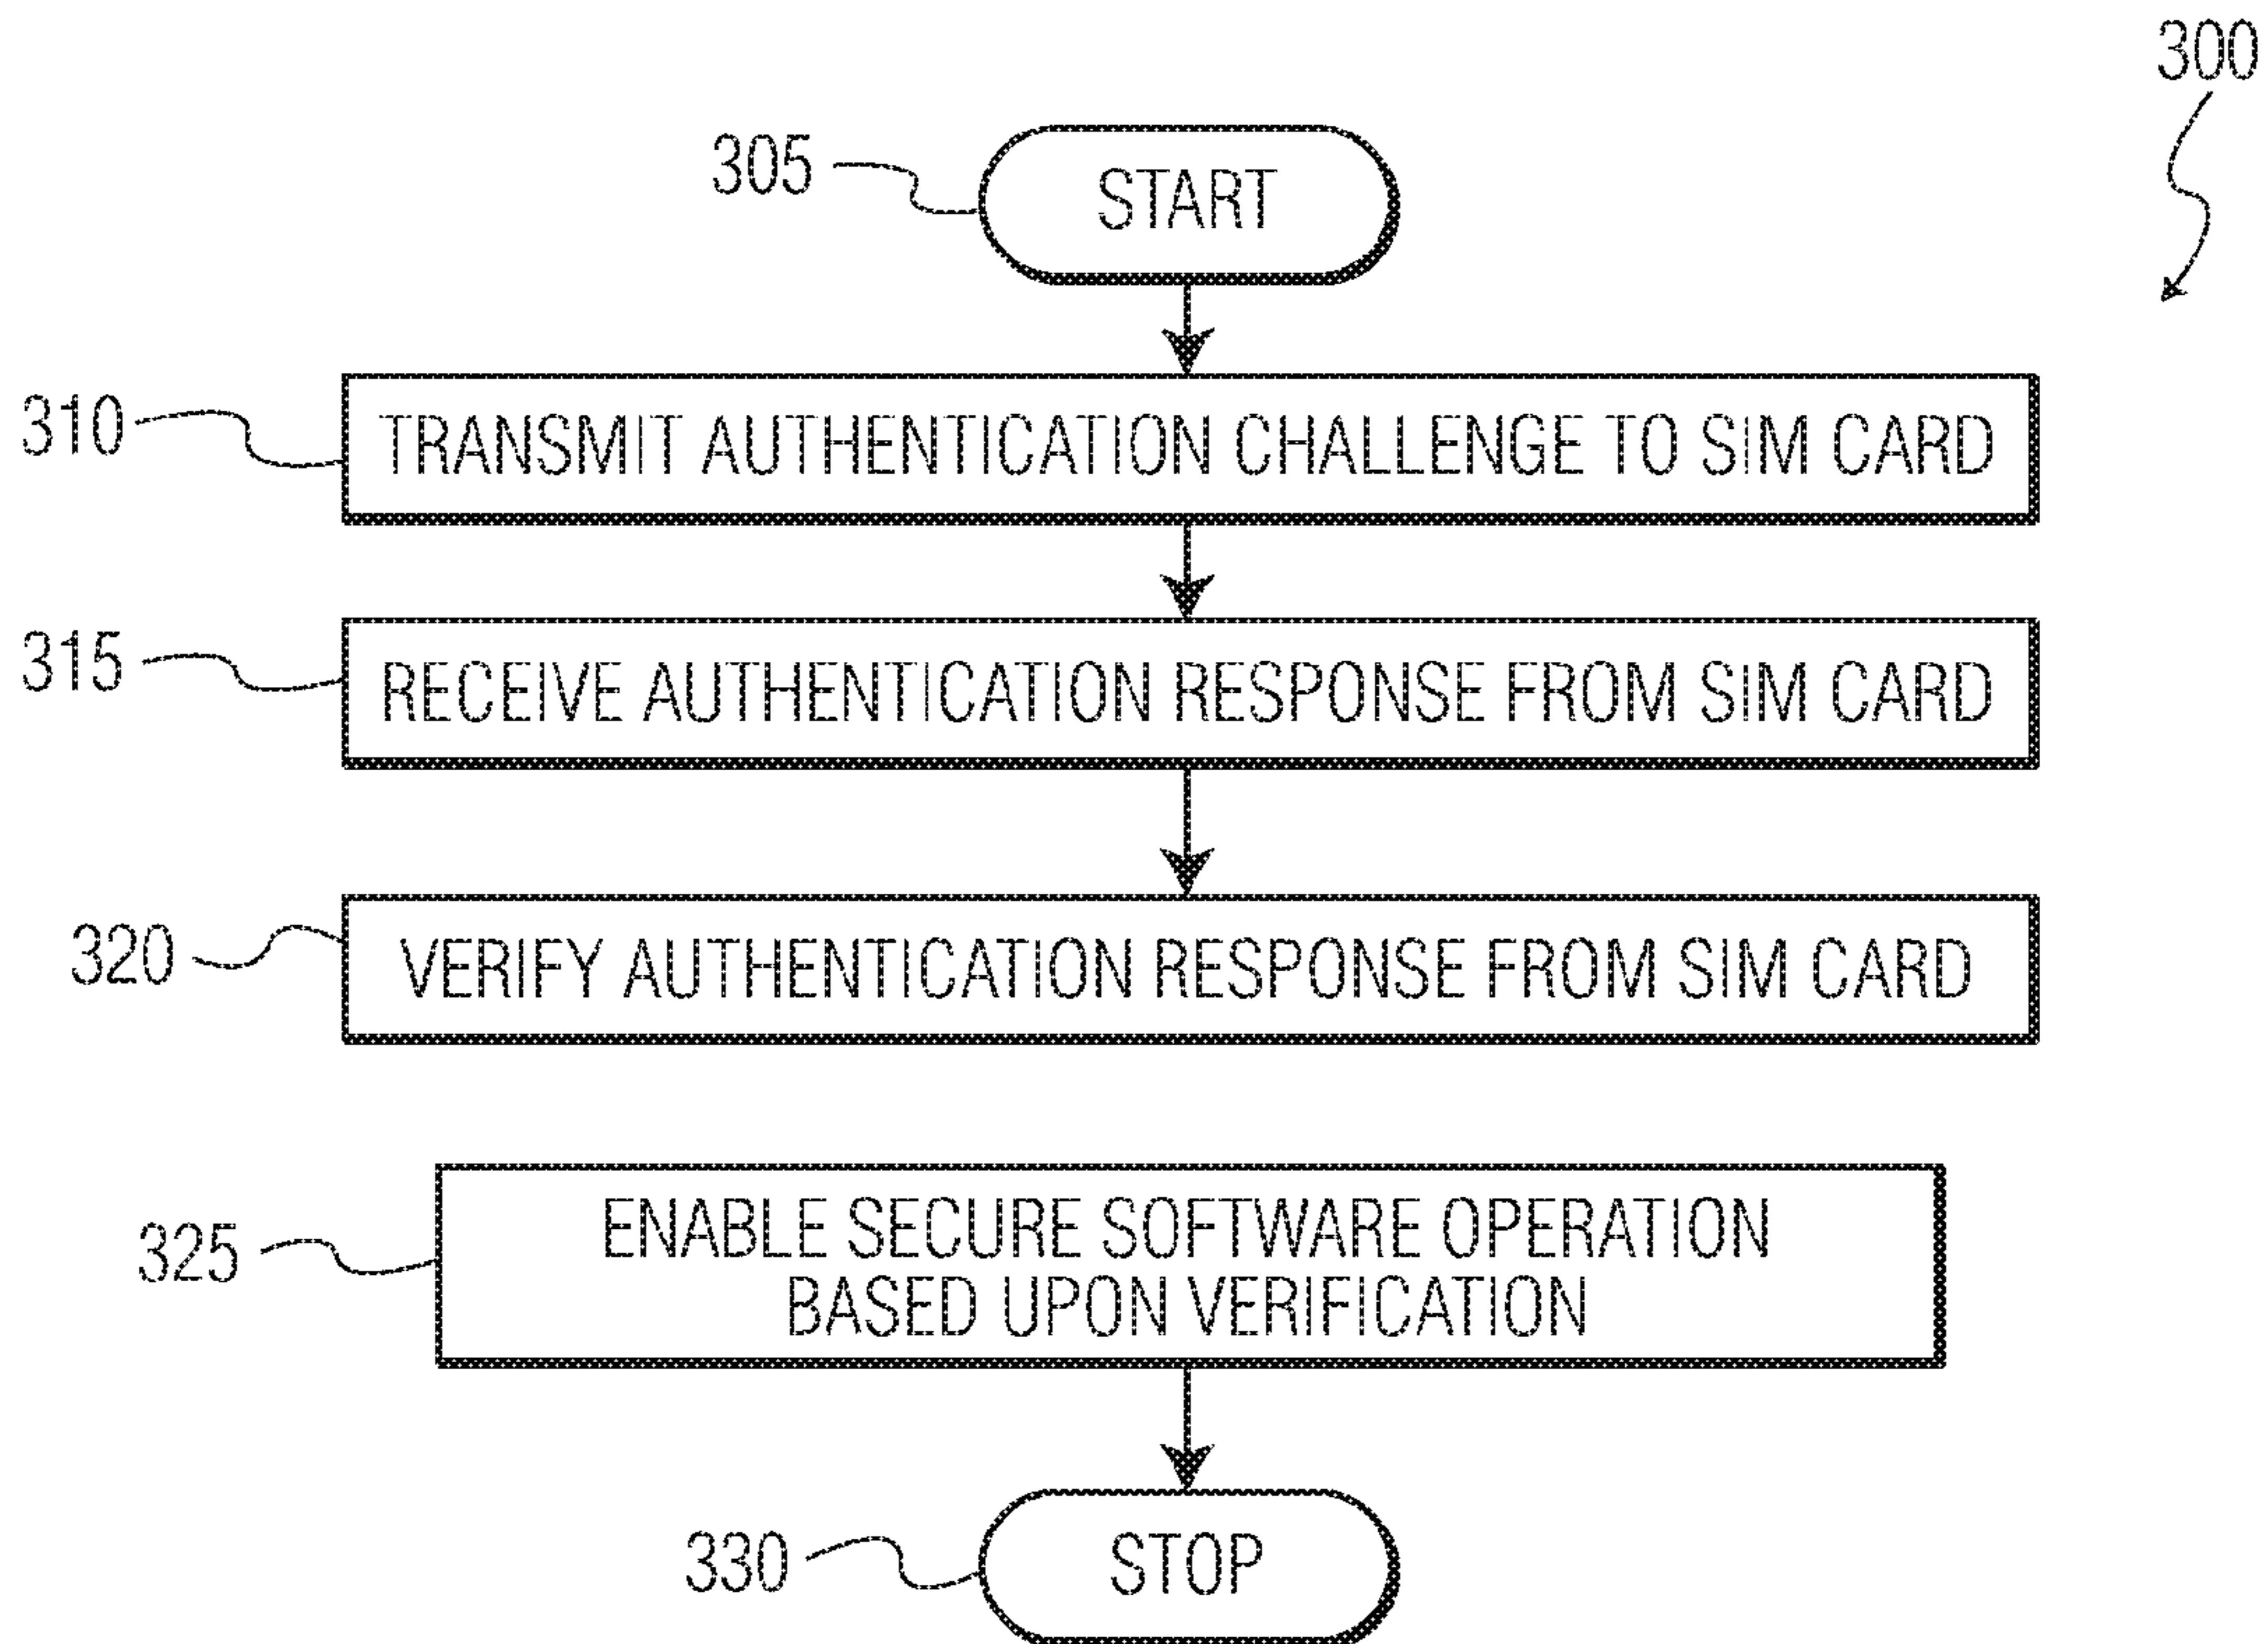 300
305
START
310
TRANSMIT AUTHENTICATION CHALLENGE TO SIM CARD
315
RECEIVE AUTHENTICATION RESPONSE FROM SIM CARD
320
VERIFY AUTHENTICATION RESPONSE FROM SIM CARD
325
ENABLE SECURE SOFTWARE OPERATION
BASED UPON VERIFICATION
330
STOP